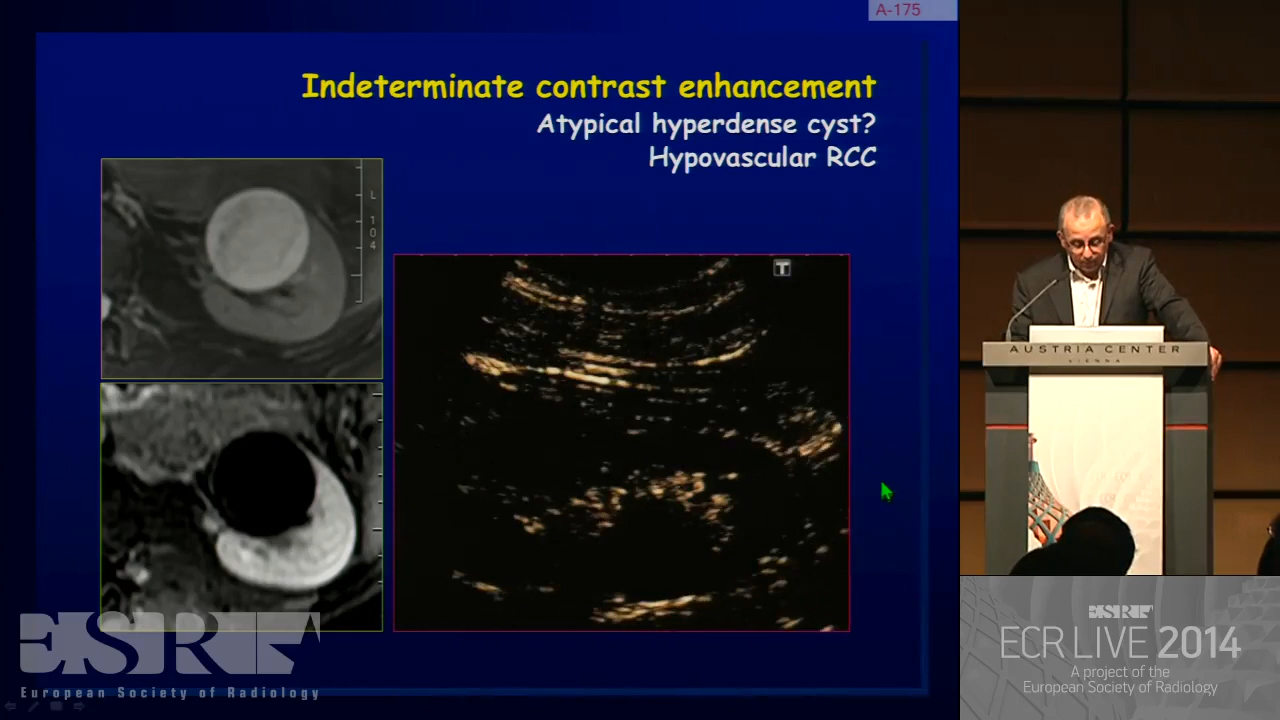 A-175
Indeterminate contrast enhancement
Atypical hyperdense cyst?
Hypovascular RCC
L
1
0
4
T
AUSTRIA CENTER
VIENNA
ESR
European Society of Radiology
ESR
ECR LIVE 2014
A project of the
European Society of Radiology